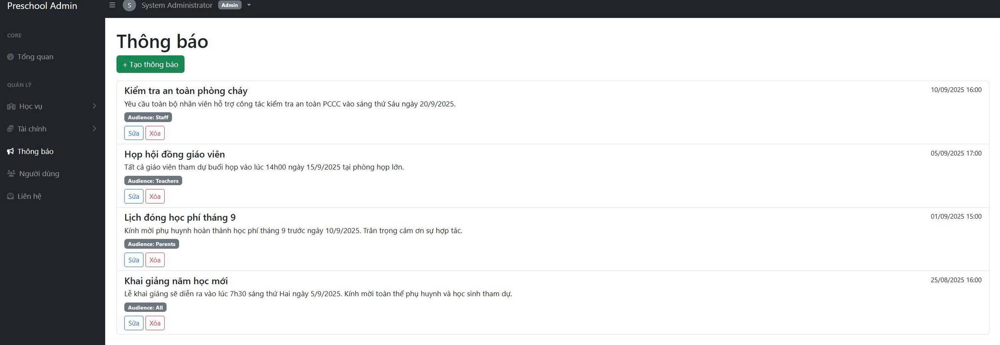 Preschool Admin
S System Administrator Admin
CORE
Tổng quan
QUẢN LÝ
Học vụ
Tài chính
Thông báo
Người dùng
Liên hệ
Thông báo
+ Tạo thông báo
Kiểm tra an toàn phòng cháy
10/09/2025 16:00
Yêu cầu toàn bộ nhân viên hỗ trợ công tác kiểm tra an toàn PCCC vào sáng thứ Sáu ngày 20/9/2025.
Audience: Staff
Sửa Xóa
Họp hội đồng giáo viên
05/09/2025 17:00
Tất cả giáo viên tham dự buổi họp vào lúc 14h00 ngày 15/9/2025 tại phòng họp lớn.
Audience: Teachers
Sửa Xóa
Lịch đóng học phí tháng 9
01/09/2025 15:00
Kính mời phụ huynh hoàn thành học phí tháng 9 trước ngày 10/9/2025. Trân trọng cảm ơn sự hợp tác.
Audience: Parents
Sửa Xóa
Khai giảng năm học mới
25/08/2025 16:00
Lễ khai giảng sẽ diễn ra vào lúc 7h30 sáng thứ Hai ngày 5/9/2025. Kính mời toàn thể phụ huynh và học sinh tham dự.
Audience: All
Sửa Xóa